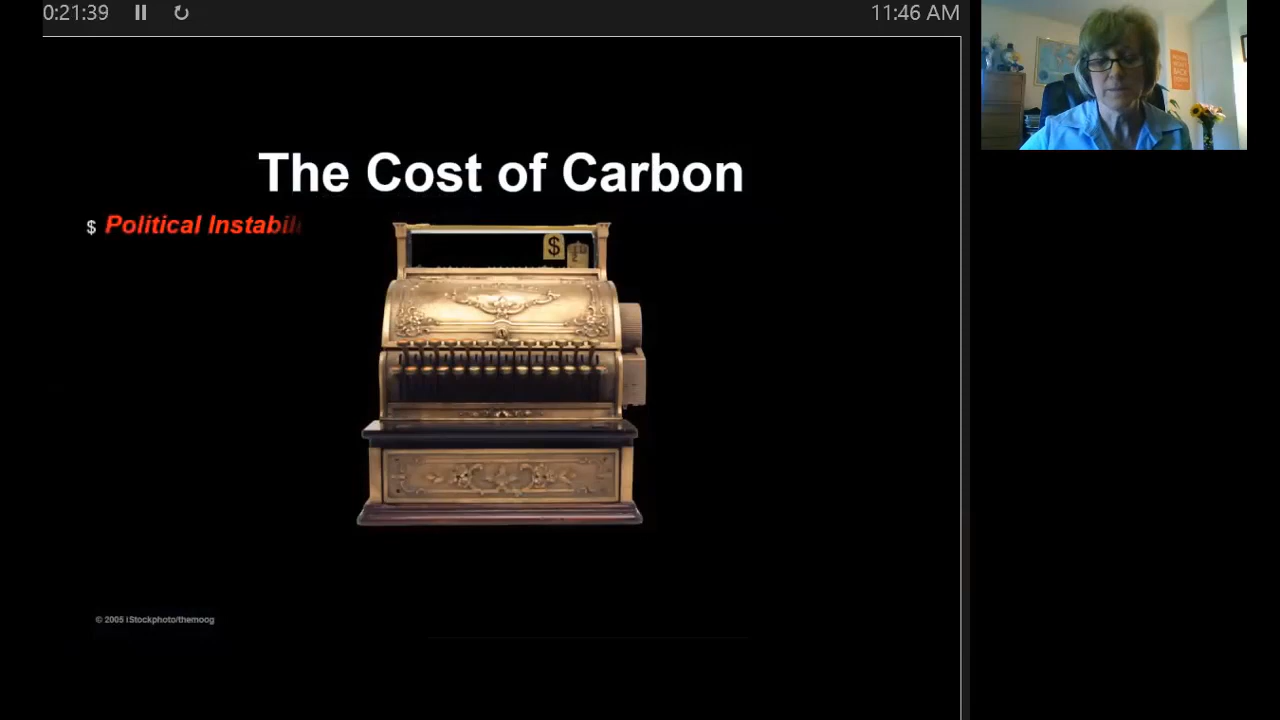 0:21:39
11:46 AM
The Cost of Carbon
$ Political Instabil
$
© 2005 iStockphoto/themoog